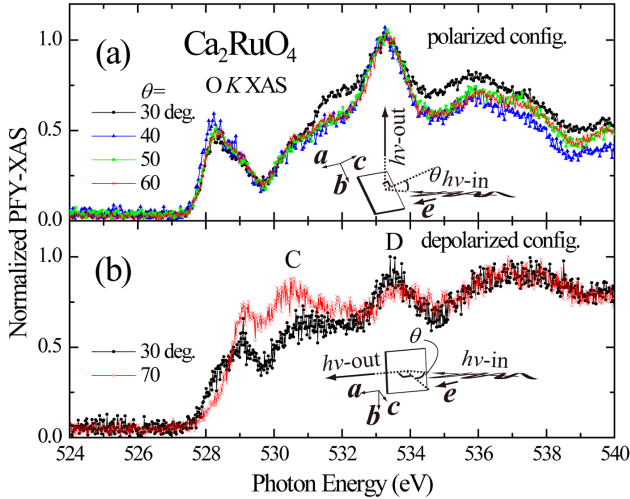 1.0
(a)
Ca2RuO4
polarized config.
θ=
O K XAS
30 deg.
40
50
60
0.5
0.0
hν-out
a
c
b
θ
hν-in
e
Normalized PFY-XAS
1.0
(b)
C
D
depolarized config.
30 deg.
70
0.5
0.0
θ
hν-out
hν-in
a
b
c
e
524 526 528 530 532 534 536 538 540
Photon Energy (eV)